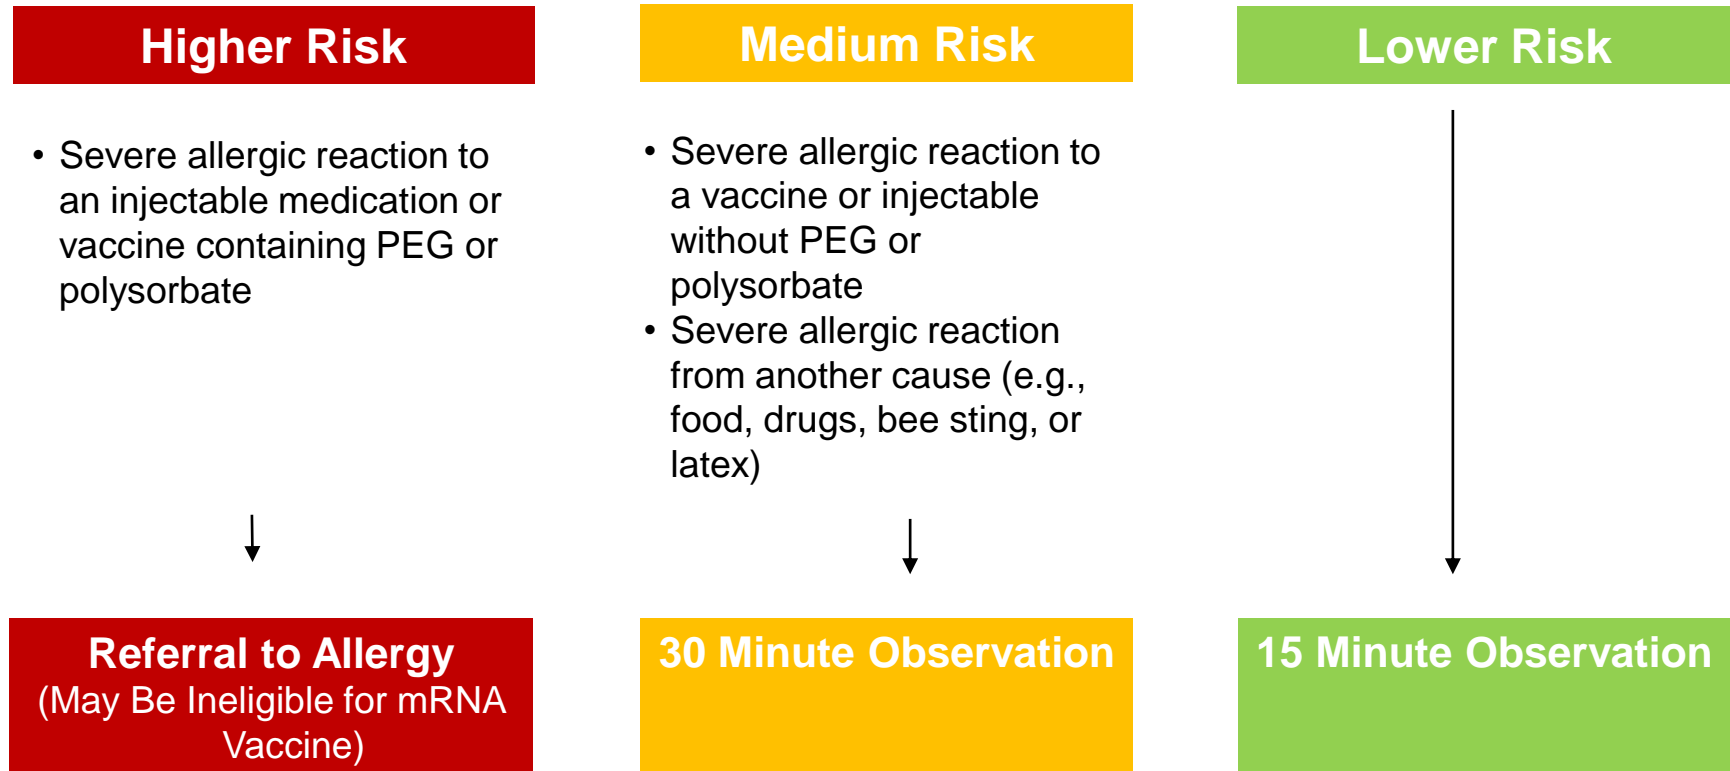 Higher Risk
• Severe allergic reaction to
an injectable medication or
vaccine containing PEG or
polysorbate
Referral to Allergy
(May Be Ineligible for mRNA
Vaccine)
Medium Risk
• Severe allergic reaction to
a vaccine or injectable
without PEG or
polysorbate
• Severe allergic reaction
from another cause (e.g.,
food, drugs, bee sting, or
latex)
30 Minute Observation
Lower Risk
15 Minute Observation